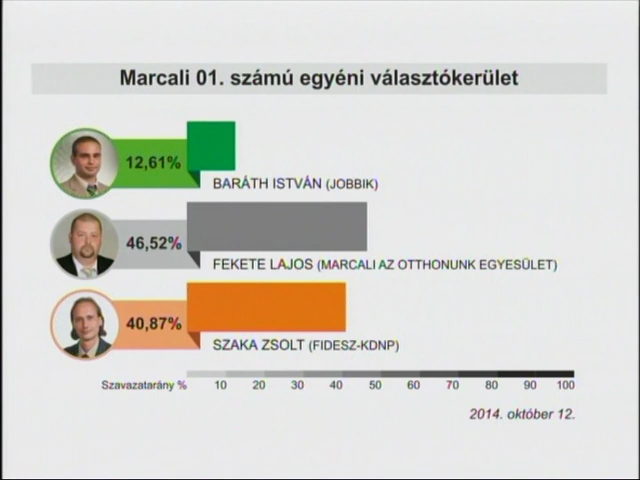 Marcali 01. számú egyéni választókerület
12,61%
BARÁTH ISTVÁN (JOBBIK)
46,52%
FEKETE LAJOS (MARCALI AZ OTTHONUNK EGYESÜLET)
40,87%
SZAKA ZSOLT (FIDESZ-KDNP)
Szavazatarány % 10 20 30 40 50 60 70 80 90 100
2014. október 12.